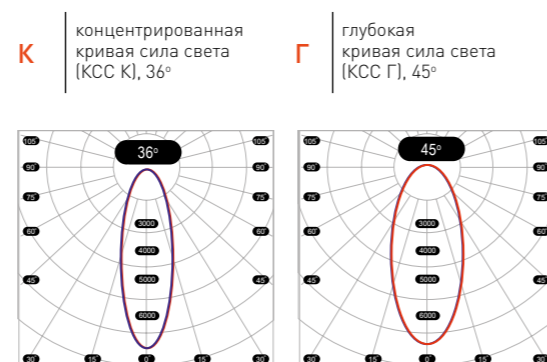 К
концентрированная
кривая сила света
(КСС К), 36°
Г
глубокая
кривая сила света
(КСС Г), 45°
36°
105° 105°
90° 90°
75° 75°
60° 60°
45° 45°
3000
4000
5000
6000
30° 15° 0° 15° 30°
45°
105° 105°
90° 90°
75° 75°
60° 60°
45° 45°
3000
4000
5000
6000
30° 15° 0° 15° 30°